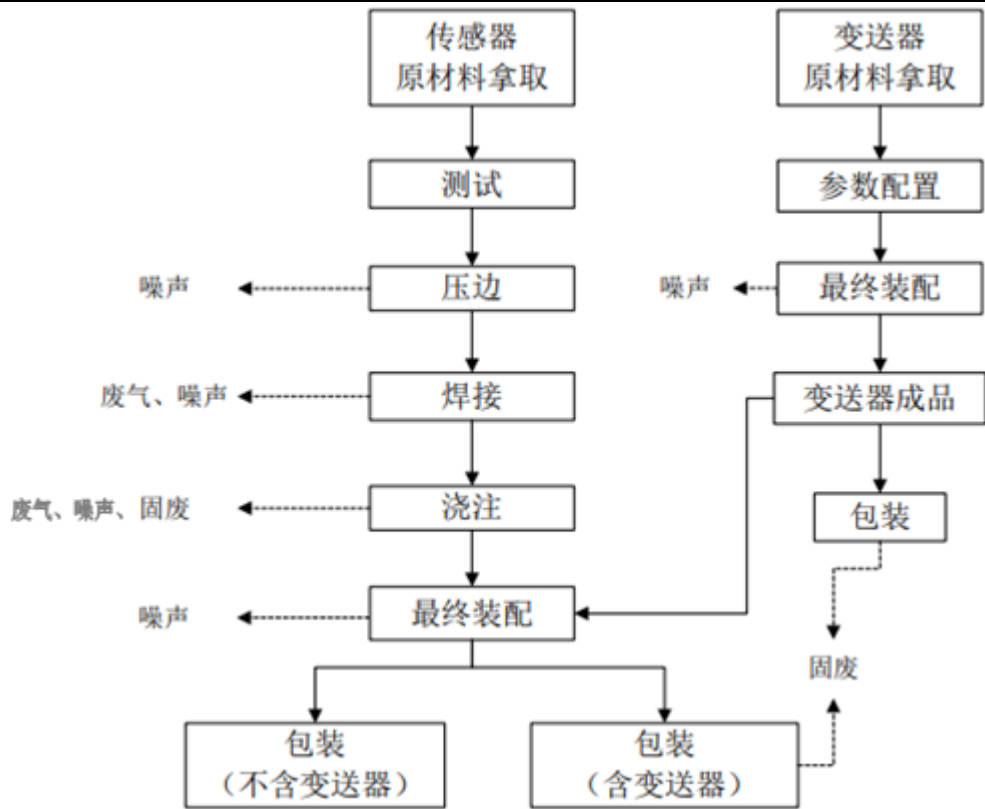 传感器
原材料拿取
变送器
原材料拿取
测试
参数配置
噪声
压边
噪声
最终装配
废气、噪声
焊接
变送器成品
废气、噪声、固废
浇注
包装
噪声
最终装配
固废
包装
（不含变送器）
包装
（含变送器）